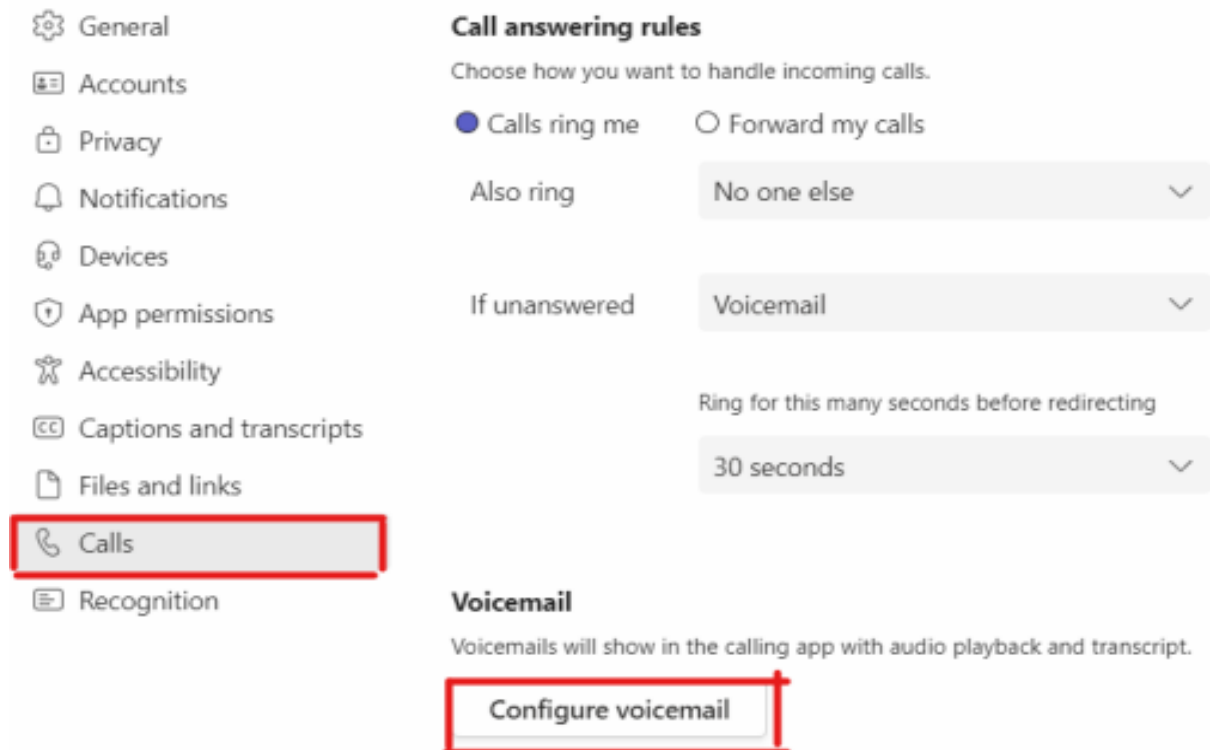 General
Accounts
Privacy
Notifications
Devices
App permissions
Accessibility
CC Captions and transcripts
Files and links
Calls
Recognition
Call answering rules
Choose how you want to handle incoming calls.
Calls ring me Forward my calls
Also ring No one else
If unanswered Voicemail
Ring for this many seconds before redirecting
30 seconds
Voicemail
Voicemails will show in the calling app with audio playback and transcript.
Configure voicemail